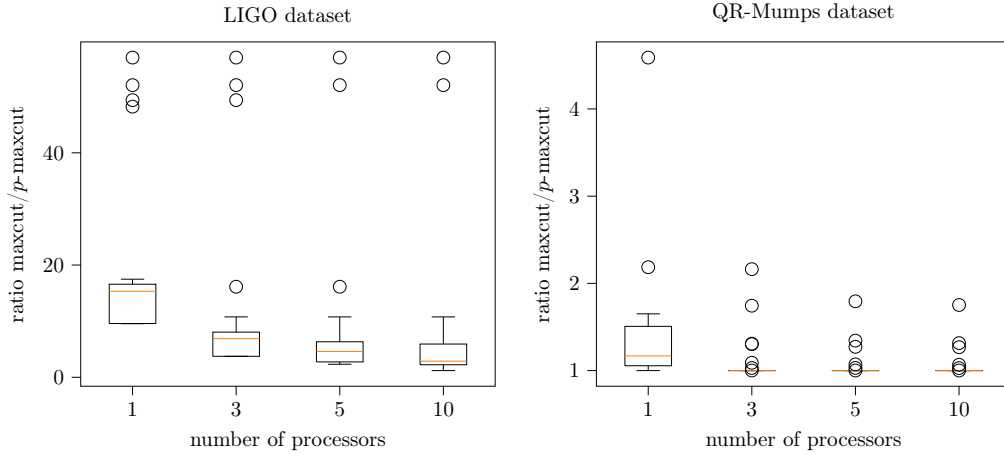 LIGO dataset
ratio maxcut/p-maxcut
40
20
0
1 3 5 10
number of processors
QR-Mumps dataset
ratio maxcut/p-maxcut
4
3
2
1
1 3 5 10
number of processors